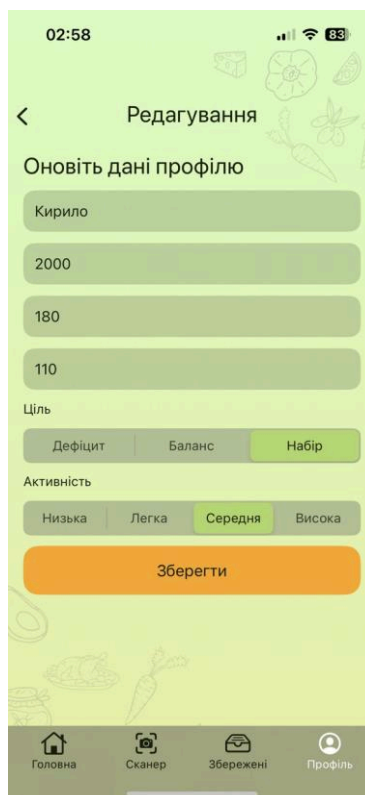 02:58
83
Редагування
Оновіть дані профілю
Кирило
2000
180
110
Ціль
Дефіцит Баланс Набір
Активність
Низька Легка Середня Висока
Зберегти
Головна Сканер Збережені Профіль